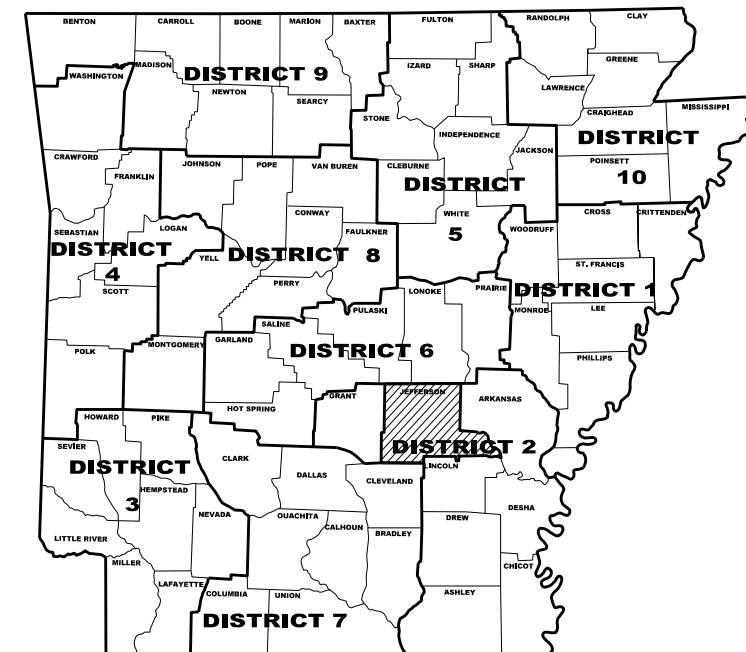 BENTON
CARROLL
BOONE
MARION
BAXTER
FULTON
RANDOLPH
CLAY
WASHINGTON
MADISON
DISTRICT 9
NEWTON
SEARCY
IZARD
SHARP
LAWRENCE
GREENE
STONE
INDEPENDENCE
JACKSON
CRAIGHEAD
MISSISSIPPI
DISTRICT
10
POINSETT
CRAWFORD
FRANKLIN
JOHNSON
POPE
VAN BUREN
CLEBURNE
DISTRICT
5
WHITE
WOODRUFF
CROSS
CRITTENDEN
SEBASTIAN
LOGAN
DISTRICT
4
SCOTT
YELL
CONWAY
FAULKNER
DISTRICT 8
PERRY
ST. FRANCIS
DISTRICT 1
PRAIRIE
MONROE
LEE
PHILLIPS
LONOKE
PULASKI
SALINE
GARLAND
MONTGOMERY
POLK
DISTRICT 6
HOT SPRING
GRANT
JEFFERSON
ARKANSAS
DISTRICT 2
LINCOLN
HOWARD
PIKE
SEVIER
DISTRICT
3
HEMPSTEAD
CLARK
DALLAS
CLEVELAND
NEVADA
OUACHITA
CALHOUN
BRADLEY
DREW
DESHA
LITTLE RIVER
MILLER
LAFAYETTE
COLUMBIA
UNION
DISTRICT 7
ASHLEY
CHICOT